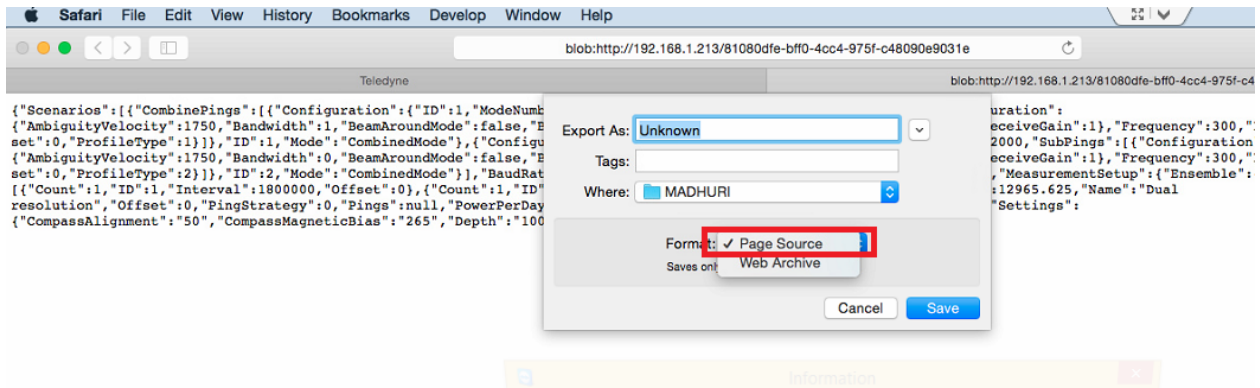 Safari File Edit View History Bookmarks Develop Window Help
blob:http://192.168.1.213/81080dfe-bff0-4cc4-975f-c48090e9031e
Teledyne
blob:http://192.168.1.213/81080dfe-bff0-4cc4-975f-c4
{"Scenarios":[{"CombinePings":[{"Configuration":{"ID":1,"ModeNumb
uration":
{"AmbiguityVelocity":1750,"Bandwidth":1,"BeamAroundMode":false,"B
eceiveGain":1},"Frequency":300,"
set":0,"ProfileType":1}]},"ID":1,"Mode":"CombinedMode"},{"Configu
2000,"SubPings":[{"Configuration
{"AmbiguityVelocity":1750,"Bandwidth":0,"BeamAroundMode":false,"B
eceiveGain":1},"Frequency":300,"
set":0,"ProfileType":2}]},"ID":2,"Mode":"CombinedMode"}],"BaudRat
,"MeasurementSetup":{"Ensemble":
[{"Count":1,"ID":1,"Interval":1800000,"Offset":0},{"Count":1,"ID"
:12965.625,"Name":"Dual
resolution","Offset":0,"PingStrategy":0,"Pings":null,"PowerPerDay
"Settings":
{"CompassAlignment":"50","CompassMagneticBias":"265","Depth":"100
Export As: Unknown
Tags:
Where: MADHURI
Format: ✓ Page Source
Web Archive
Saves onl
Cancel Save
Information